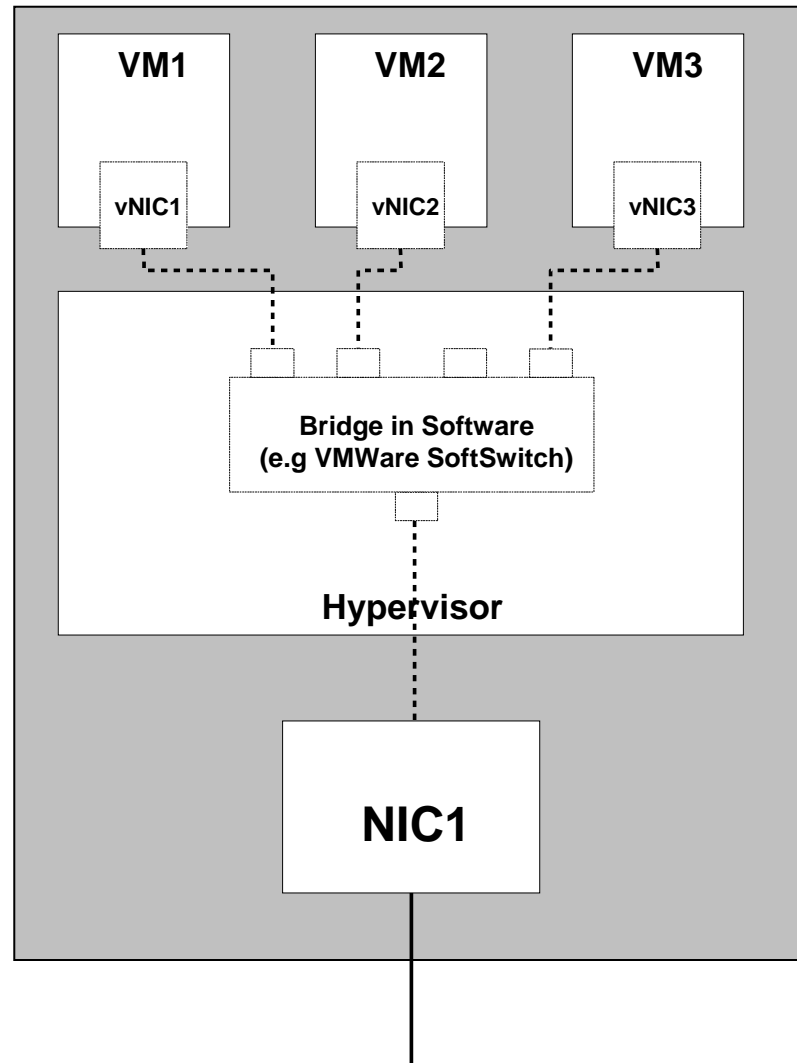 VM1
VM2
VM3
vNIC1
vNIC2
vNIC3
Bridge in Software
(e.g VMWare SoftSwitch)
Hypervisor
NIC1